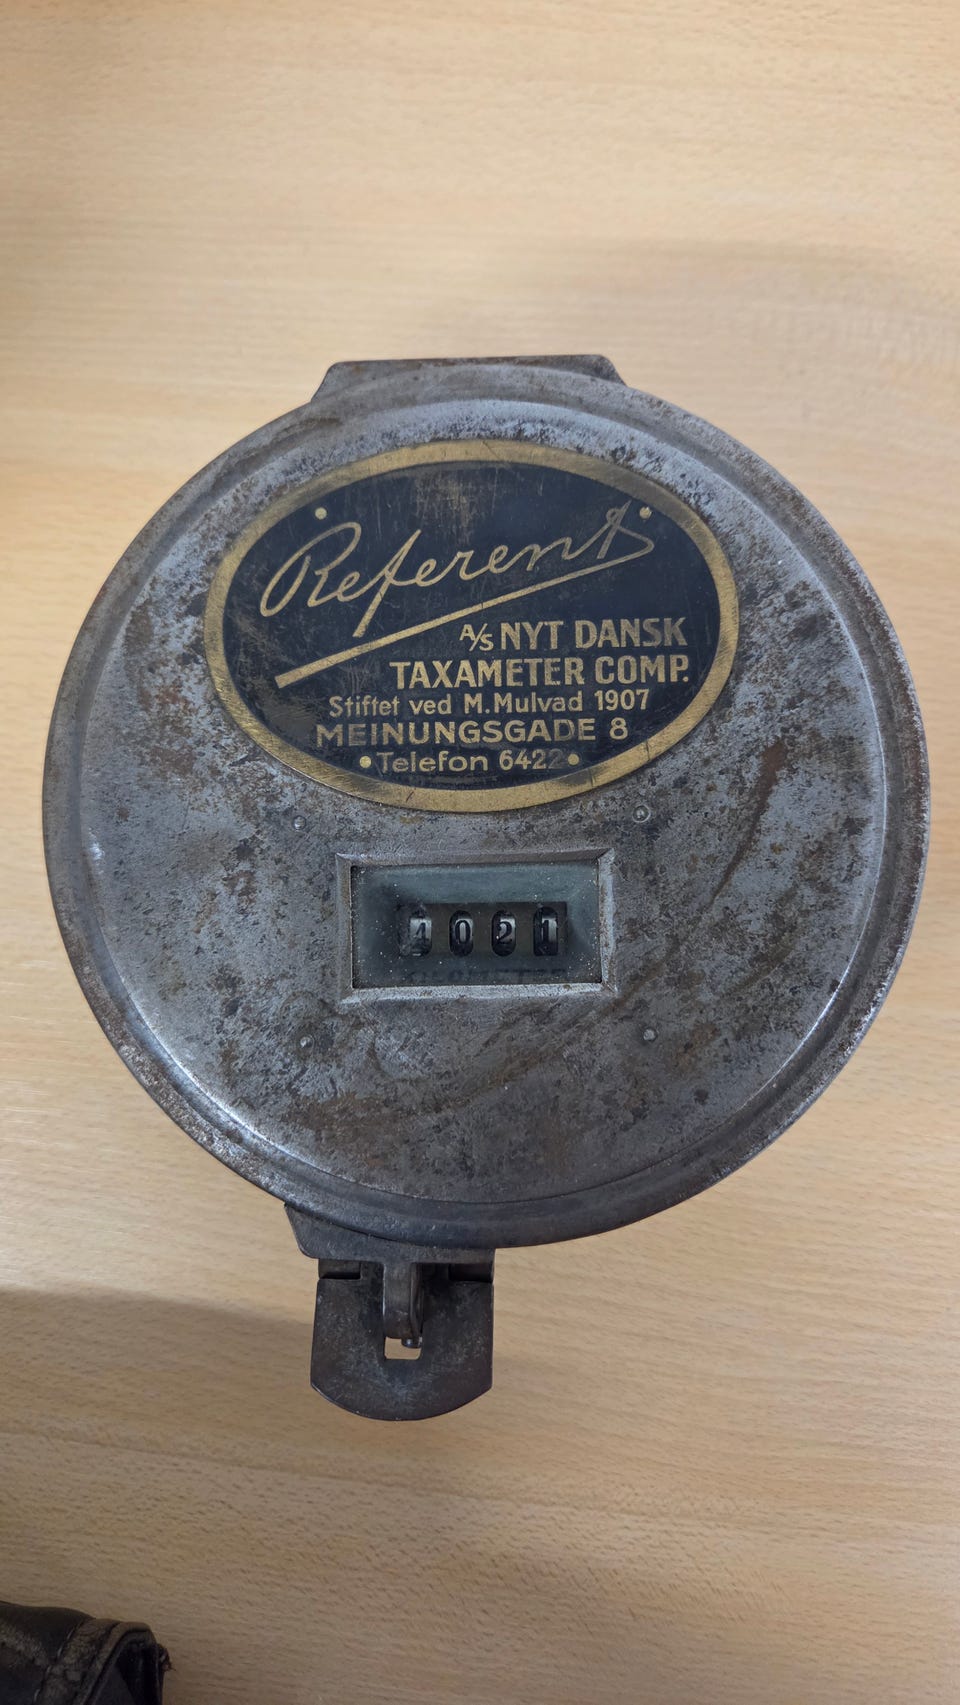 Referent
A/S NYT DANSK
TAXAMETER COMP.
Stiftet ved M. Mulvad 1907
MEINUNGSGADE 8
• Telefon 6422 •
4021